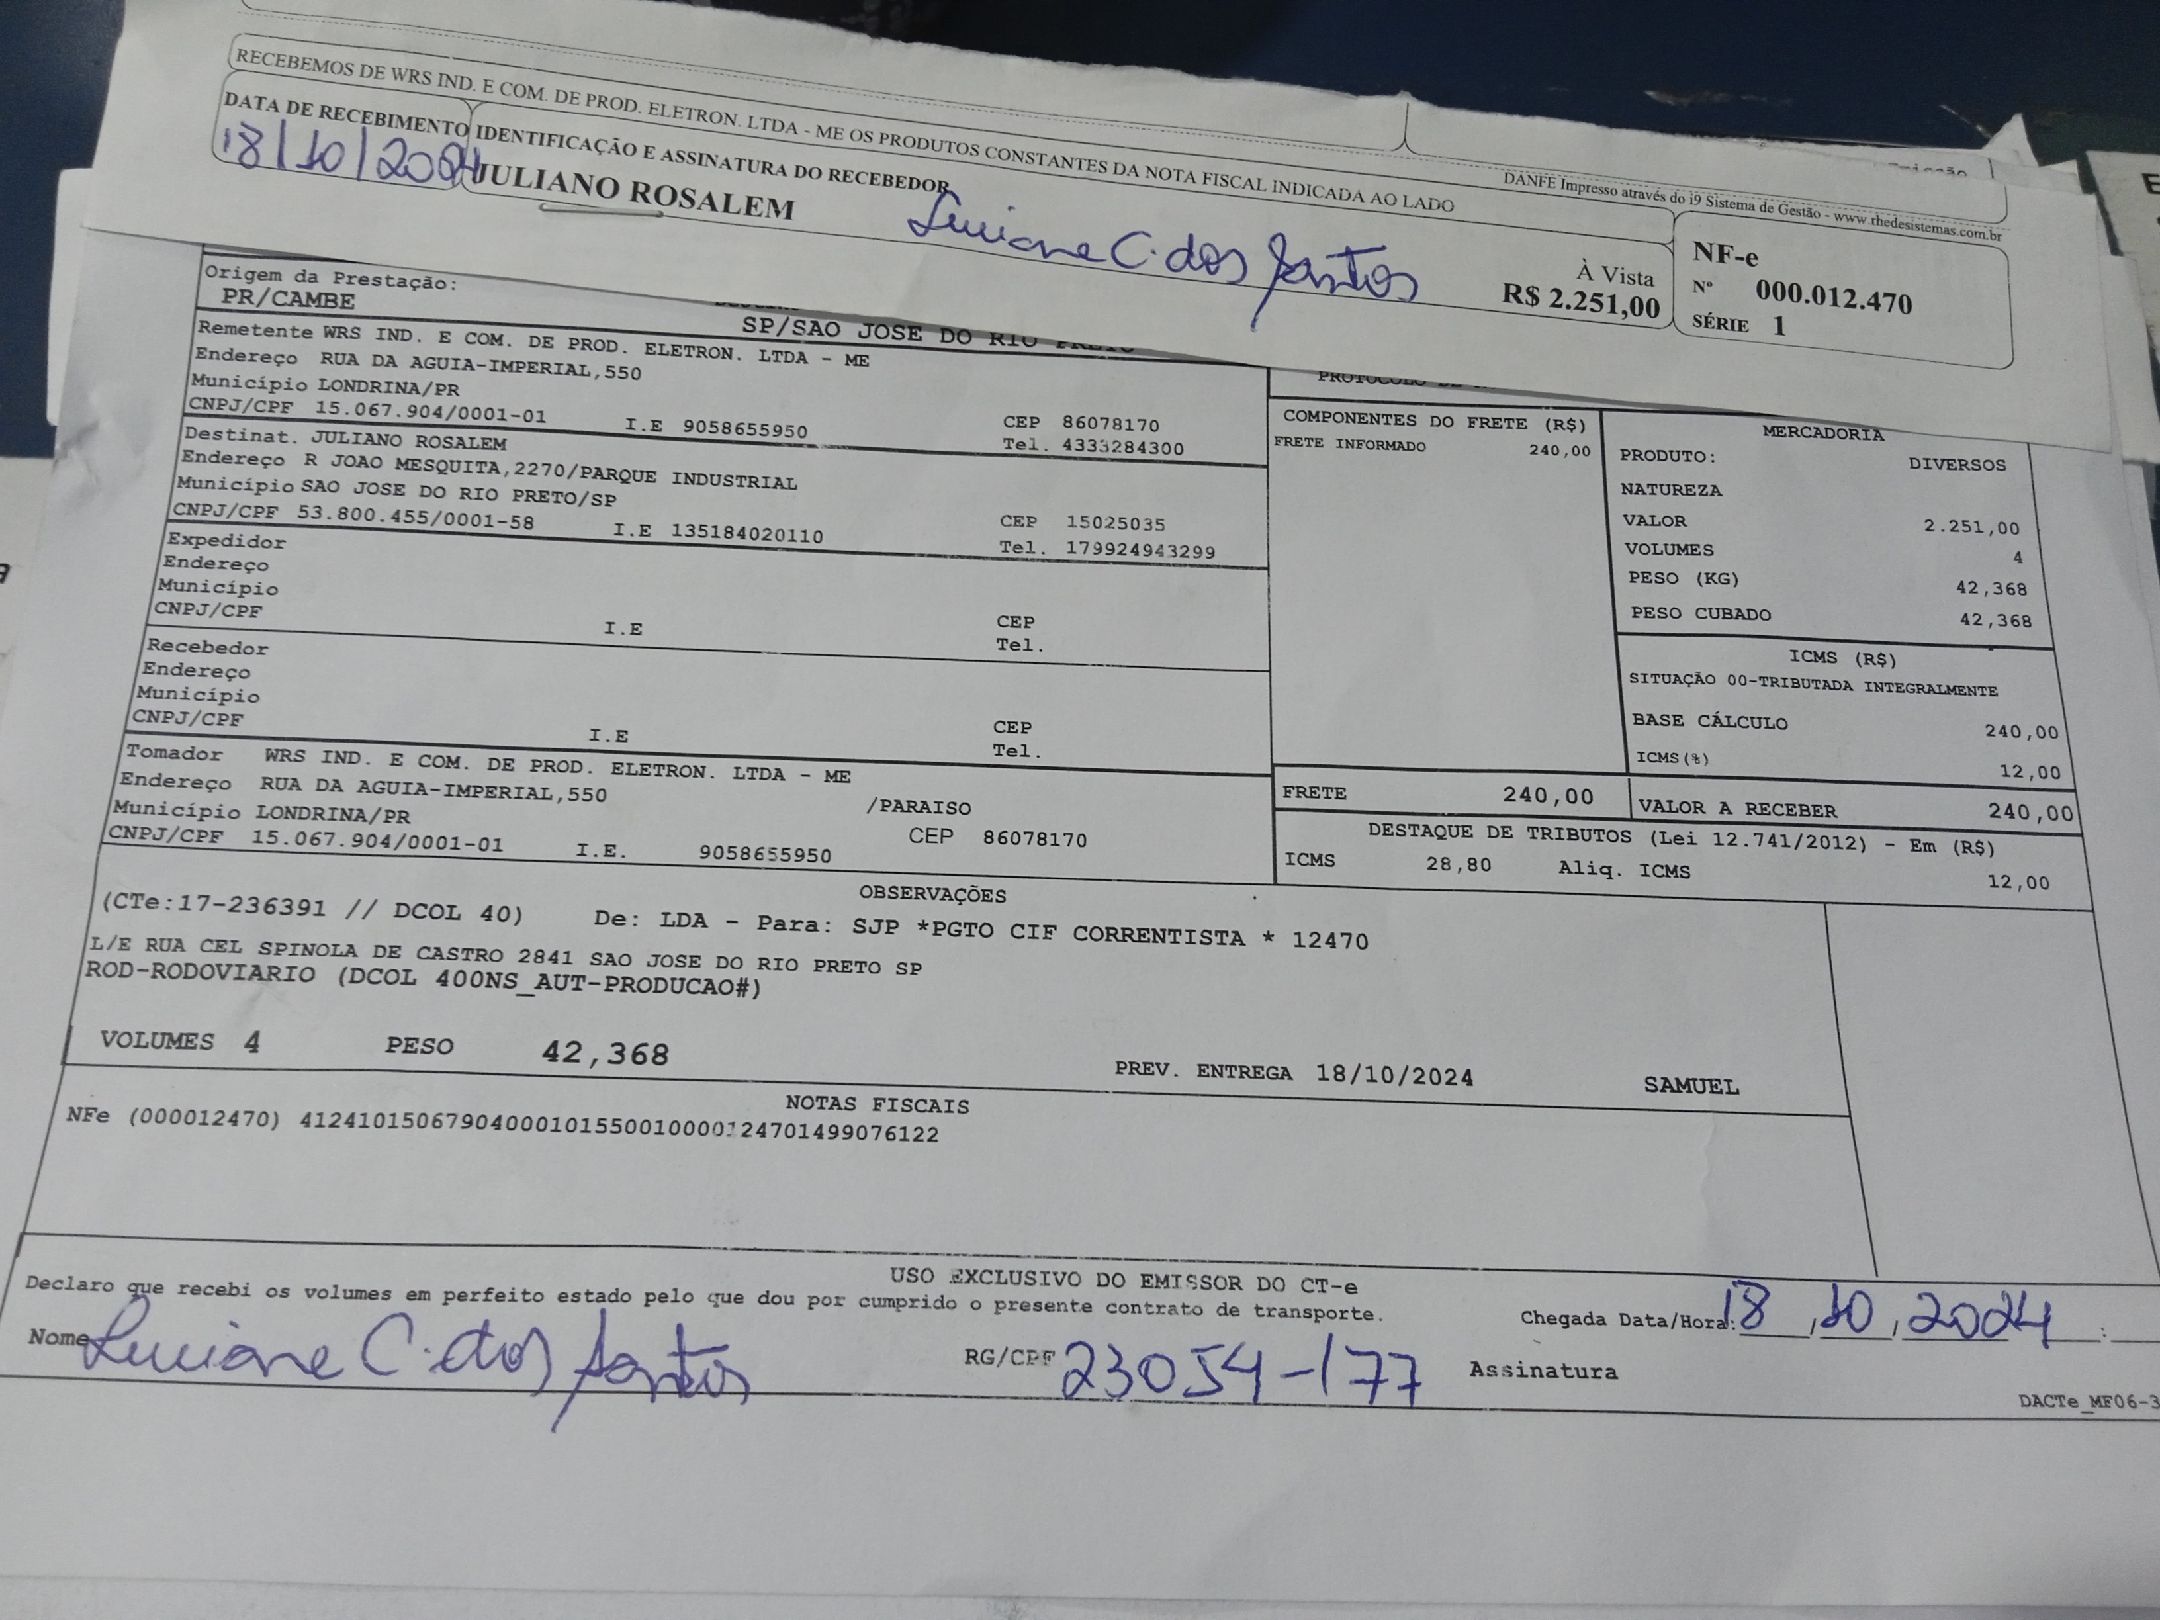 RECEBEMOS DE WRS IND. E COM. DE PROD. ELETRON. LTDA - ME OS PRODUTOS CONSTANTES DA NOTA FISCAL INDICADA AO LADO
DANFE Impresso através do i9 Sistema de Gestão - www.rhedesistemas.com.br
DATA DE RECEBIMENTO IDENTIFICAÇÃO E ASSINATURA DO RECEBEDOR
18/10/2024 JULIANO ROSALEM
Luciane C. dos Santos
À Vista
R$ 2.251,00
NF-e
Nº 000.012.470
SÉRIE 1
Origem da Prestação:
PR/CAMBE
SP/SAO JOSE DO RIO PRETO
Remetente WRS IND. E COM. DE PROD. ELETRON. LTDA - ME
Endereço RUA DA AGUIA-IMPERIAL,550
Município LONDRINA/PR CEP 86078170
CNPJ/CPF 15.067.904/0001-01 I.E 9058655950 Tel. 4333284300
Destinat. JULIANO ROSALEM
Endereço R JOAO MESQUITA,2270/PARQUE INDUSTRIAL
Município SAO JOSE DO RIO PRETO/SP CEP 15025035
CNPJ/CPF 53.800.455/0001-58 I.E 135184020110 Tel. 179924943299
Expedidor
Endereço
Município CEP
CNPJ/CPF I.E Tel.
Recebedor
Endereço
Município CEP
CNPJ/CPF I.E Tel.
Tomador WRS IND. E COM. DE PROD. ELETRON. LTDA - ME
Endereço RUA DA AGUIA-IMPERIAL,550 /PARAISO
Município LONDRINA/PR CEP 86078170
CNPJ/CPF 15.067.904/0001-01 I.E. 9058655950
PROTOCOLO DE
COMPONENTES DO FRETE (R$)
FRETE INFORMADO 240,00
MERCADORIA
PRODUTO: DIVERSOS
NATUREZA
VALOR 2.251,00
VOLUMES 4
PESO (KG) 42,368
PESO CUBADO 42,368
ICMS (R$)
SITUAÇÃO 00-TRIBUTADA INTEGRALMENTE
BASE CÁLCULO 240,00
ICMS(%) 12,00
FRETE 240,00 VALOR A RECEBER 240,00
DESTAQUE DE TRIBUTOS (Lei 12.741/2012) - Em (R$)
ICMS 28,80 Aliq. ICMS 12,00
OBSERVAÇÕES
(CTe:17-236391 // DCOL 40) De: LDA - Para: SJP *PGTO CIF CORRENTISTA * 12470
L/E RUA CEL SPINOLA DE CASTRO 2841 SAO JOSE DO RIO PRETO SP
ROD-RODOVIARIO (DCOL 400NS_AUT-PRODUCAO#)
VOLUMES 4 PESO 42,368 PREV. ENTREGA 18/10/2024 SAMUEL
NOTAS FISCAIS
NFe (000012470) 41241015067904000101550010000124701499076122
USO EXCLUSIVO DO EMISSOR DO CT-e
Declaro que recebi os volumes em perfeito estado pelo que dou por cumprido o presente contrato de transporte.
Chegada Data/Hora: 18,10,2024 :
Nome Luciane C. dos Santos RG/CPF 23054-177 Assinatura
DACTe_MF06-3